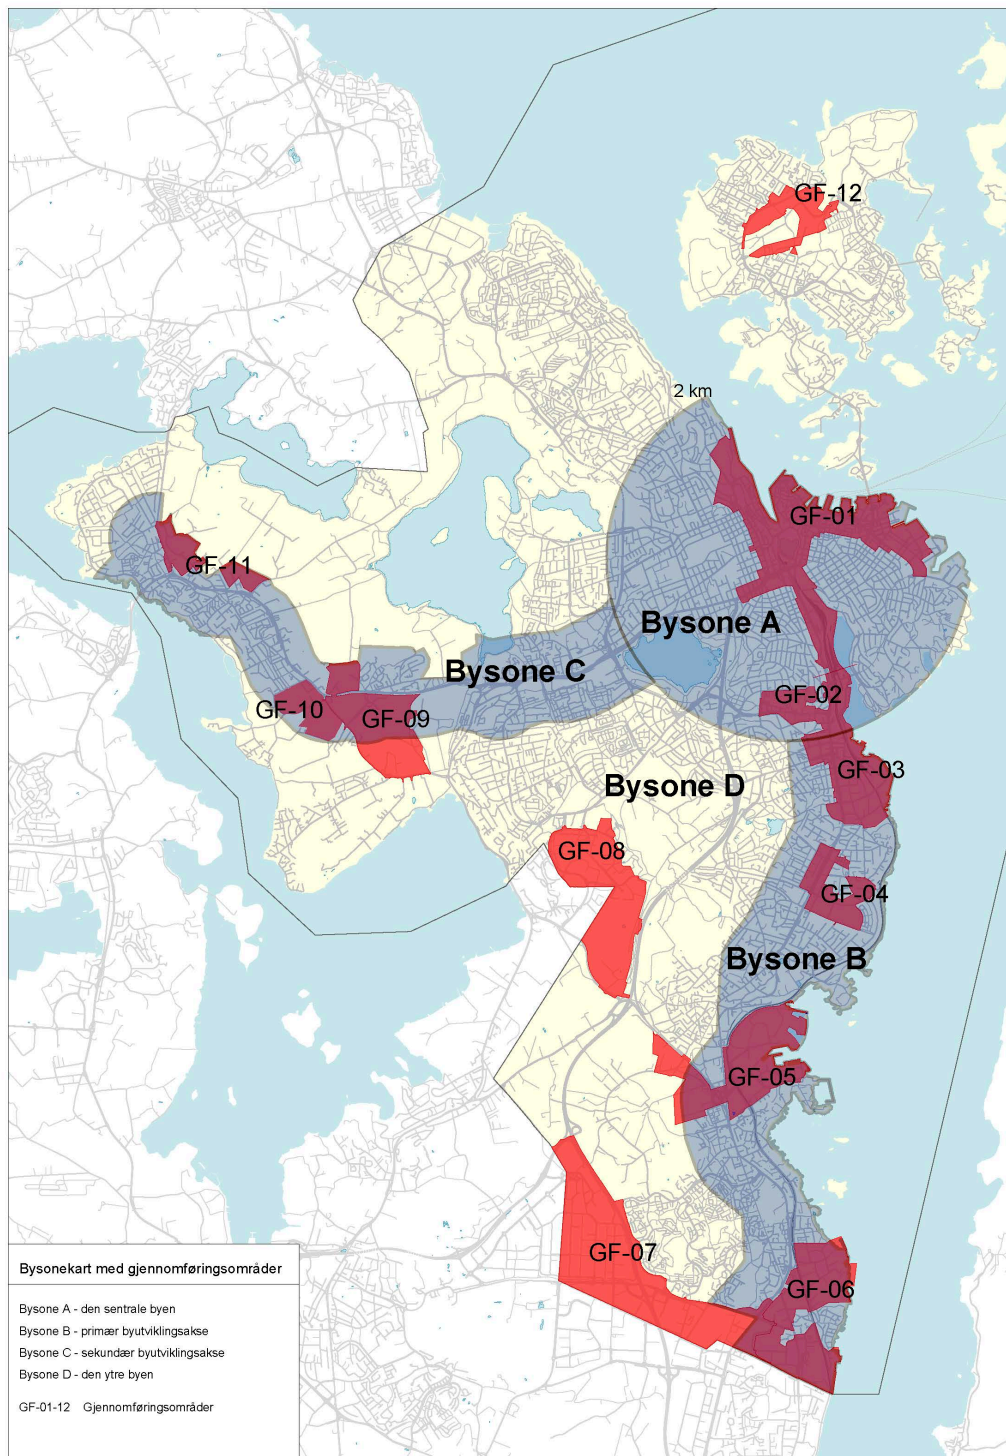 GF-12
2 km
GF-01
GF-11
Bysone A
Bysone C
GF-02
GF-10
GF-09
GF-03
Bysone D
GF-08
GF-04
Bysone B
GF-05
GF-07
GF-06
Bysonekart med gjennomføringsområder
Bysone A - den sentrale byen
Bysone B - primær byutviklingsakse
Bysone C - sekundær byutviklingsakse
Bysone D - den ytre byen
GF-01-12 Gjennomføringsområder